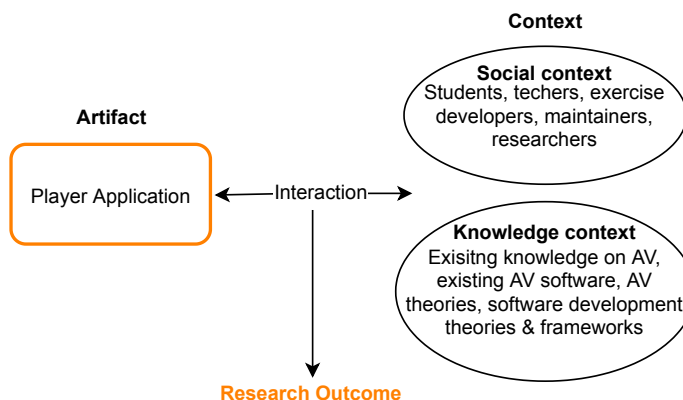 Context
Social context
Students, techers, exercise
developers, maintainers,
researchers
Artifact
Player Application
Interaction
Knowledge context
Exisitng knowledge on AV,
existing AV software, AV
theories, software development
theories & frameworks
Research Outcome